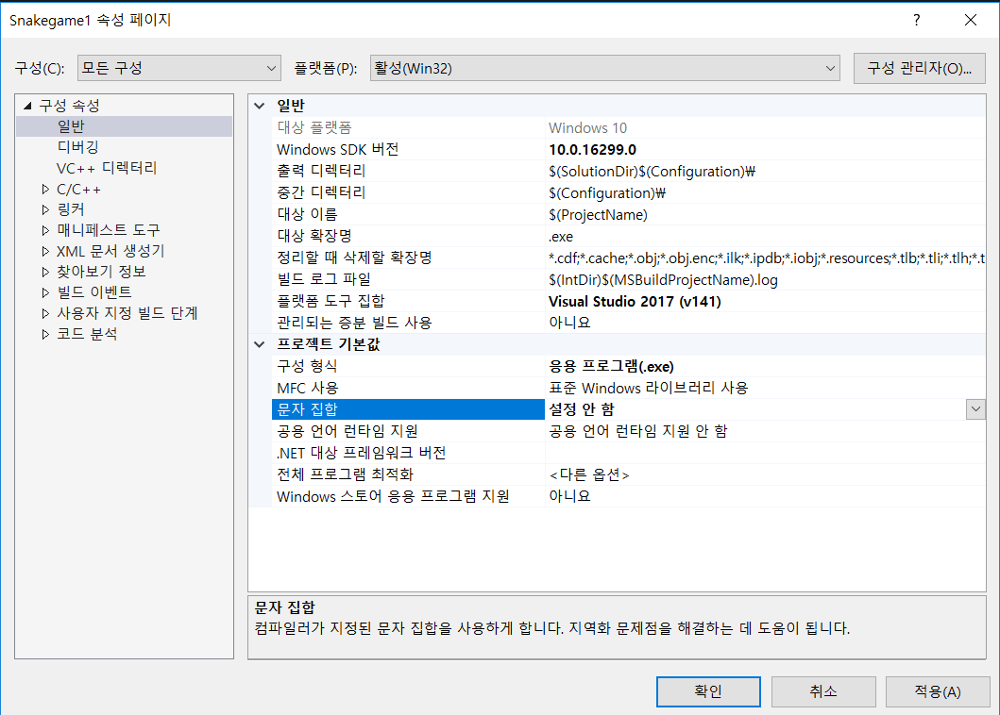 Snakegame1 속성 페이지 ?
구성(C): 모든 구성 플랫폼(P): 활성(Win32) 구성 관리자(O)...
구성 속성
일반
디버깅
VC++ 디렉터리
C/C++
링커
매니페스트 도구
XML 문서 생성기
찾아보기 정보
빌드 이벤트
사용자 지정 빌드 단계
코드 분석
일반
대상 플랫폼 Windows 10
Windows SDK 버전 10.0.16299.0
출력 디렉터리 $(SolutionDir)$(Configuration)₩
중간 디렉터리 $(Configuration)₩
대상 이름 $(ProjectName)
대상 확장명 .exe
정리할 때 삭제할 확장명 *.cdf;*.cache;*.obj;*.obj.enc;*.ilk;*.ipdb;*.iobj;*.resources;*.tlb;*.tli;*.tlh;*.t
빌드 로그 파일 $(IntDir)$(MSBuildProjectName).log
플랫폼 도구 집합 Visual Studio 2017 (v141)
관리되는 증분 빌드 사용 아니요
프로젝트 기본값
구성 형식 응용 프로그램(.exe)
MFC 사용 표준 Windows 라이브러리 사용
문자 집합 설정 안 함
공용 언어 런타임 지원 공용 언어 런타임 지원 안 함
.NET 대상 프레임워크 버전
전체 프로그램 최적화 <다른 옵션>
Windows 스토어 응용 프로그램 지원 아니요
문자 집합
컴파일러가 지정된 문자 집합을 사용하게 합니다. 지역화 문제점을 해결하는 데 도움이 됩니다.
확인 취소 적용(A)